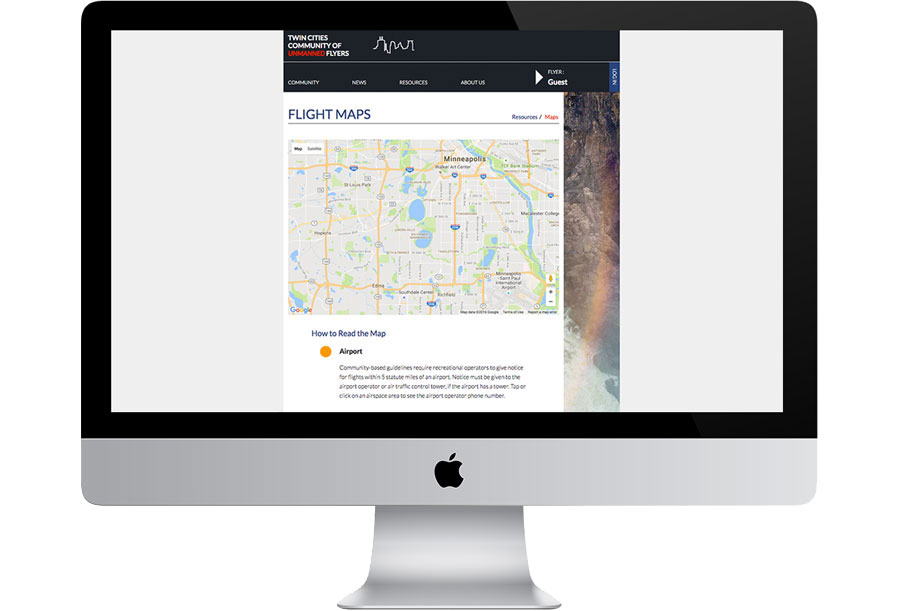 TWIN CITIES
COMMUNITY OF
UNMANNED FLYERS
COMMUNITY
NEWS
RESOURCES
ABOUT US
FLYER:
Guest
LOGIN
FLIGHT MAPS
Resources / Maps
Map Satellite
Minneapolis
Walker Art Center
TCF Bank Stadium
St Louis Park
Macalester College
Hopkins
Edina
Southdale Center
Richfield
Minneapolis
-Saint Paul
International
Airport
Google
Map data ©2016 Google Terms of Use Report a map error
How to Read the Map
Airport
Community-based guidelines require recreational operators to give notice
for flights within 5 statute miles of an airport. Notice must be given to the
airport operator or air traffic control tower, if the airport has a tower. Tap or
click on an airspace area to see the airport operator phone number.